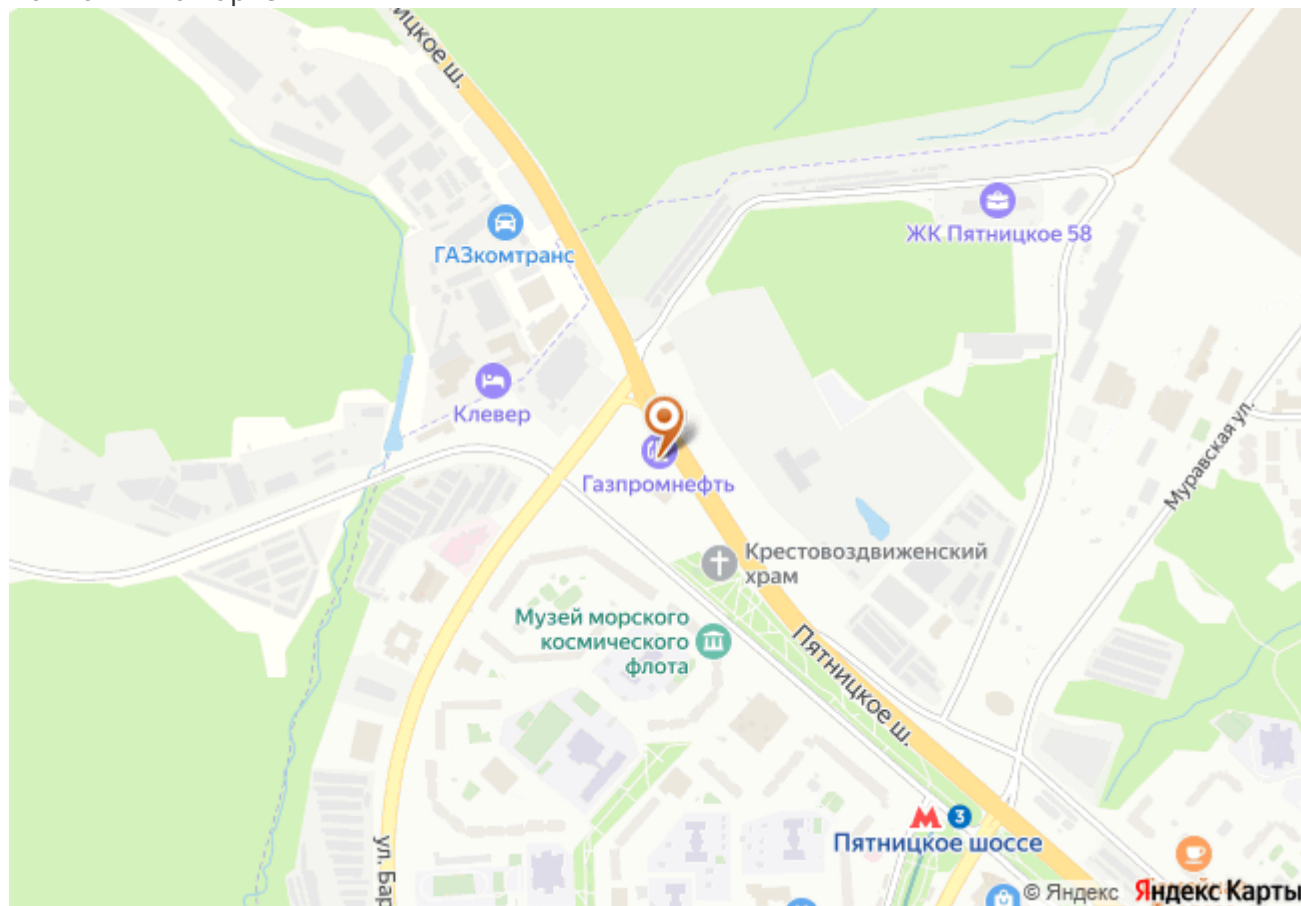 ицкое ш.
ЖК Пятницкое 58
ГАЗкомтранс
Клевер
Муравская ул.
Газпромнефть
Крестовоздвиженский
храм
Музей морского
космического
флота
Пятницкое ш.
М 3
Пятницкое шоссе
ул. Бар
© Яндекс Яндекс Карты